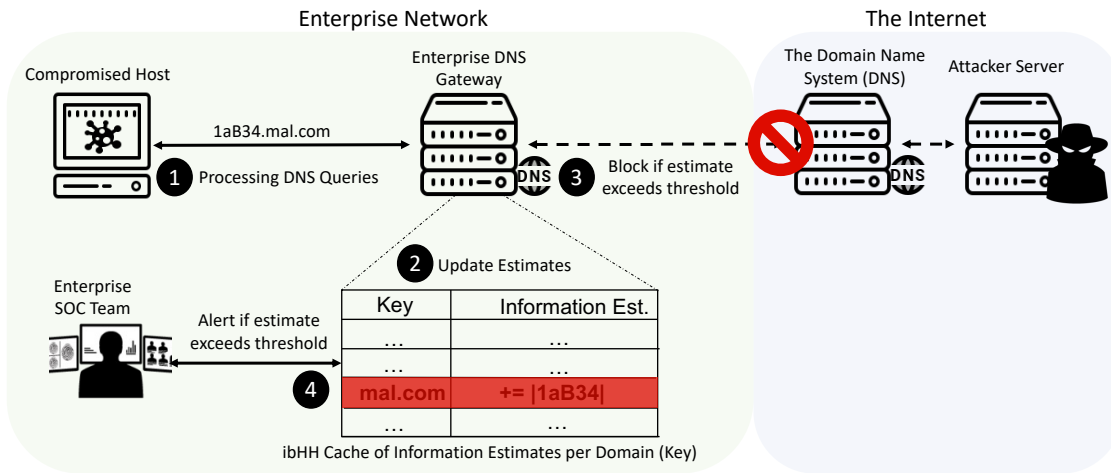 Enterprise Network
The Internet
Compromised Host
Enterprise DNS
Gateway
The Domain Name
System (DNS)
Attacker Server
1aB34.mal.com
1 Processing DNS Queries
DNS
3 Block if estimate
exceeds threshold
DNS
2 Update Estimates
Enterprise
SOC Team
Alert if estimate
exceeds threshold
4
Key Information Est.
... ...
... ...
mal.com += |1aB34|
... ...
ibHH Cache of Information Estimates per Domain (Key)